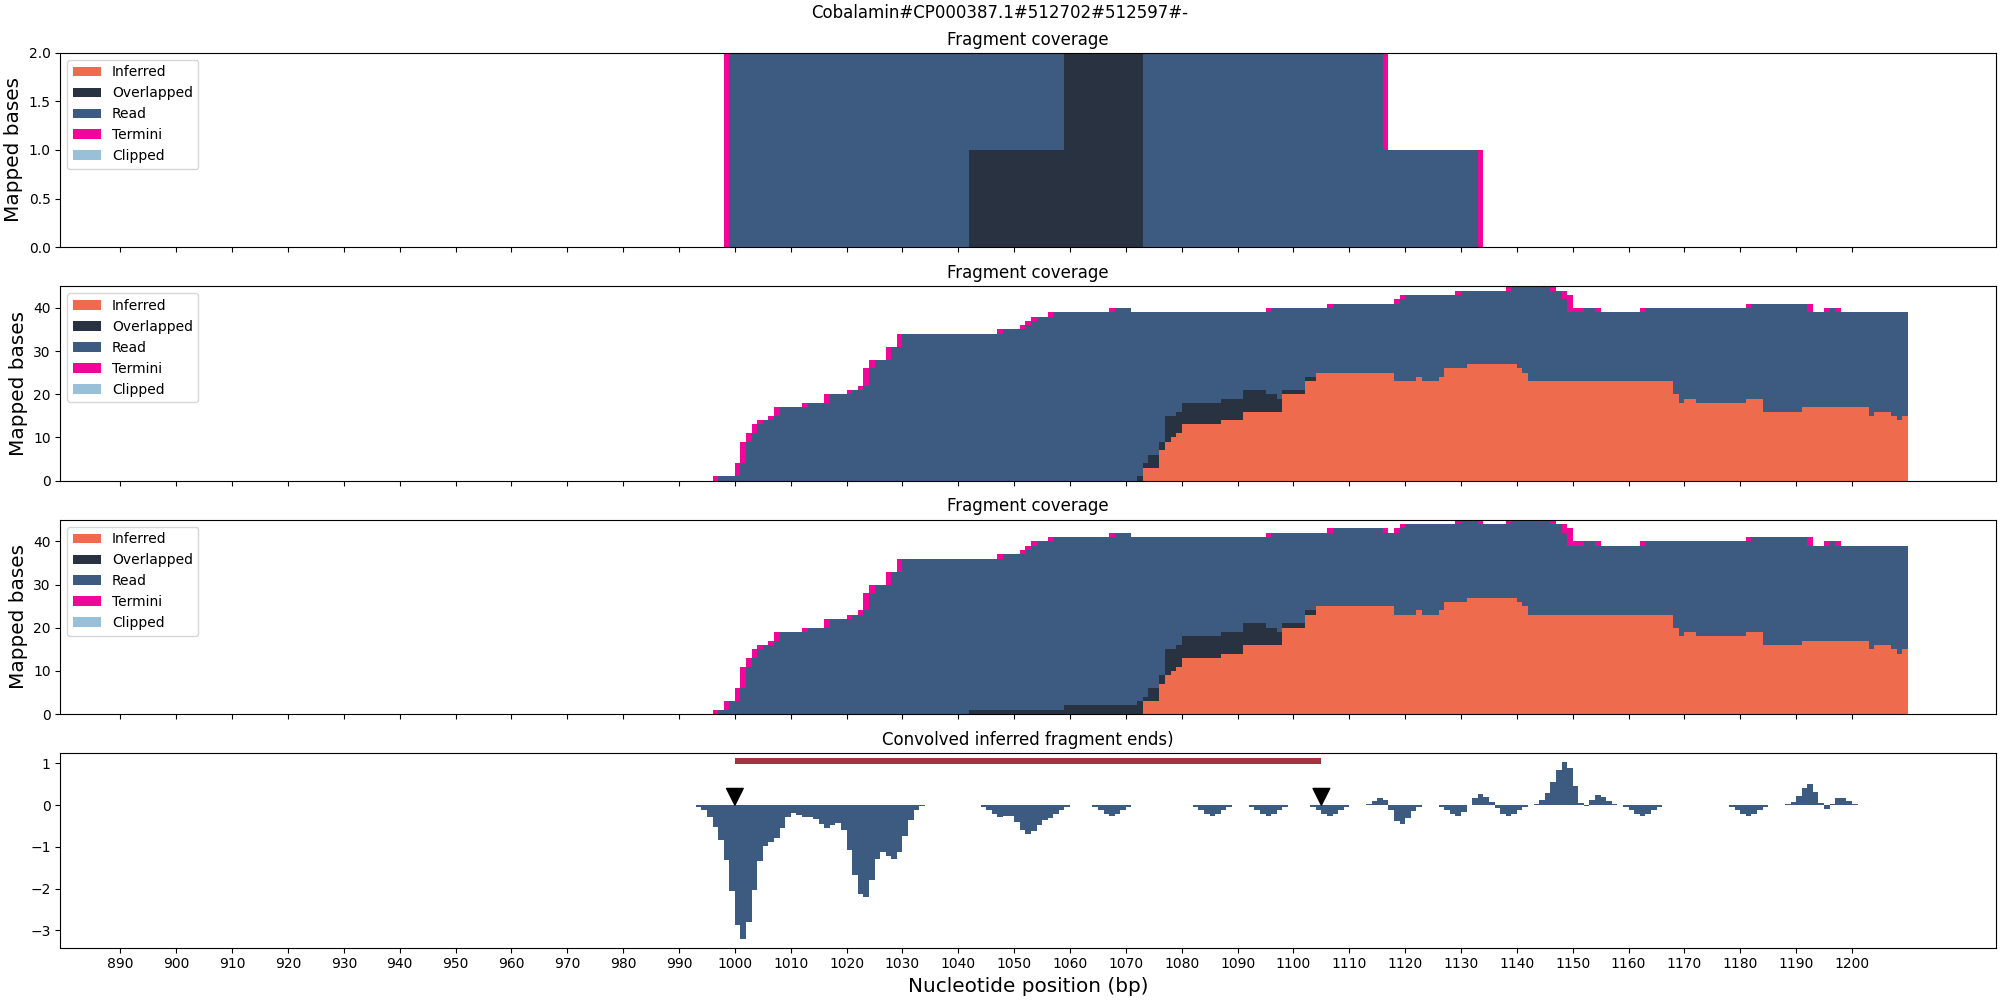 Cobalamin#CP000387.1#512702#512597#-
Fragment coverage
Mapped bases
2.0
1.5
1.0
0.5
0.0
Inferred
Overlapped
Read
Termini
Clipped
Fragment coverage
Mapped bases
40
30
20
10
0
Inferred
Overlapped
Read
Termini
Clipped
Fragment coverage
Mapped bases
40
30
20
10
0
Inferred
Overlapped
Read
Termini
Clipped
Convolved inferred fragment ends)
1
0
−1
−2
−3
890 900 910 920 930 940 950 960 970 980 990 1000 1010 1020 1030 1040 1050 1060 1070 1080 1090 1100 1110 1120 1130 1140 1150 1160 1170 1180 1190 1200
Nucleotide position (bp)